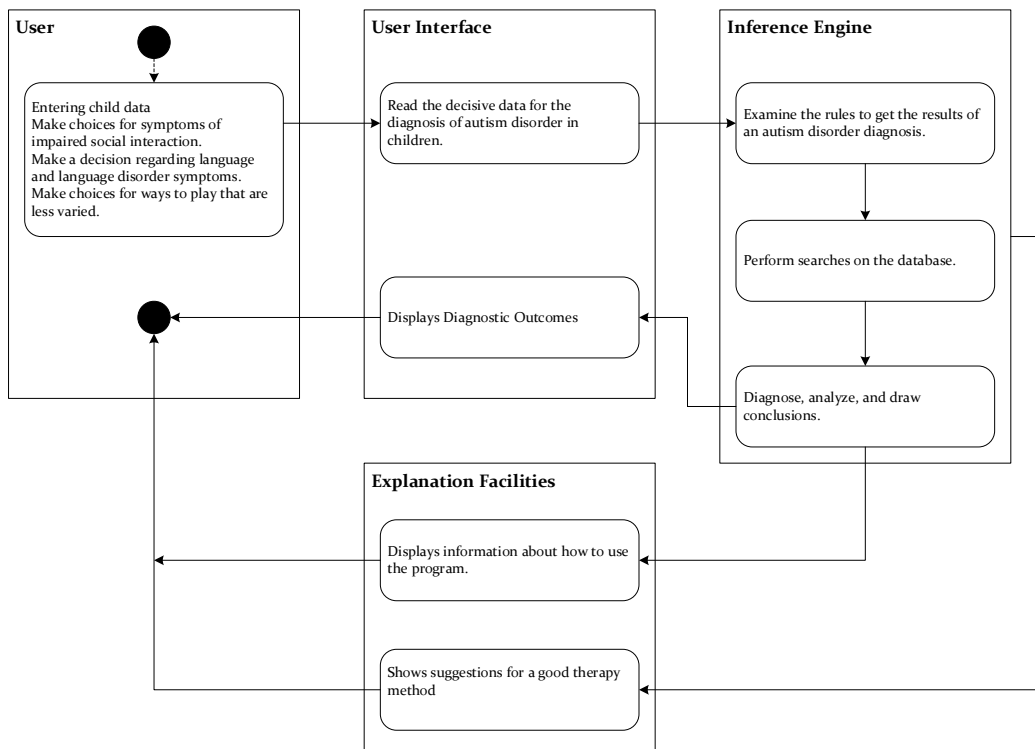 User
Entering child data
Make choices for symptoms of
impaired social interaction.
Make a decision regarding language
and language disorder symptoms.
Make choices for ways to play that are
less varied.
User Interface
Read the decisive data for the
diagnosis of autism disorder in
children.
Displays Diagnostic Outcomes
Inference Engine
Examine the rules to get the results of
an autism disorder diagnosis.
Perform searches on the database.
Diagnose, analyze, and draw
conclusions.
Explanation Facilities
Displays information about how to use
the program.
Shows suggestions for a good therapy
method